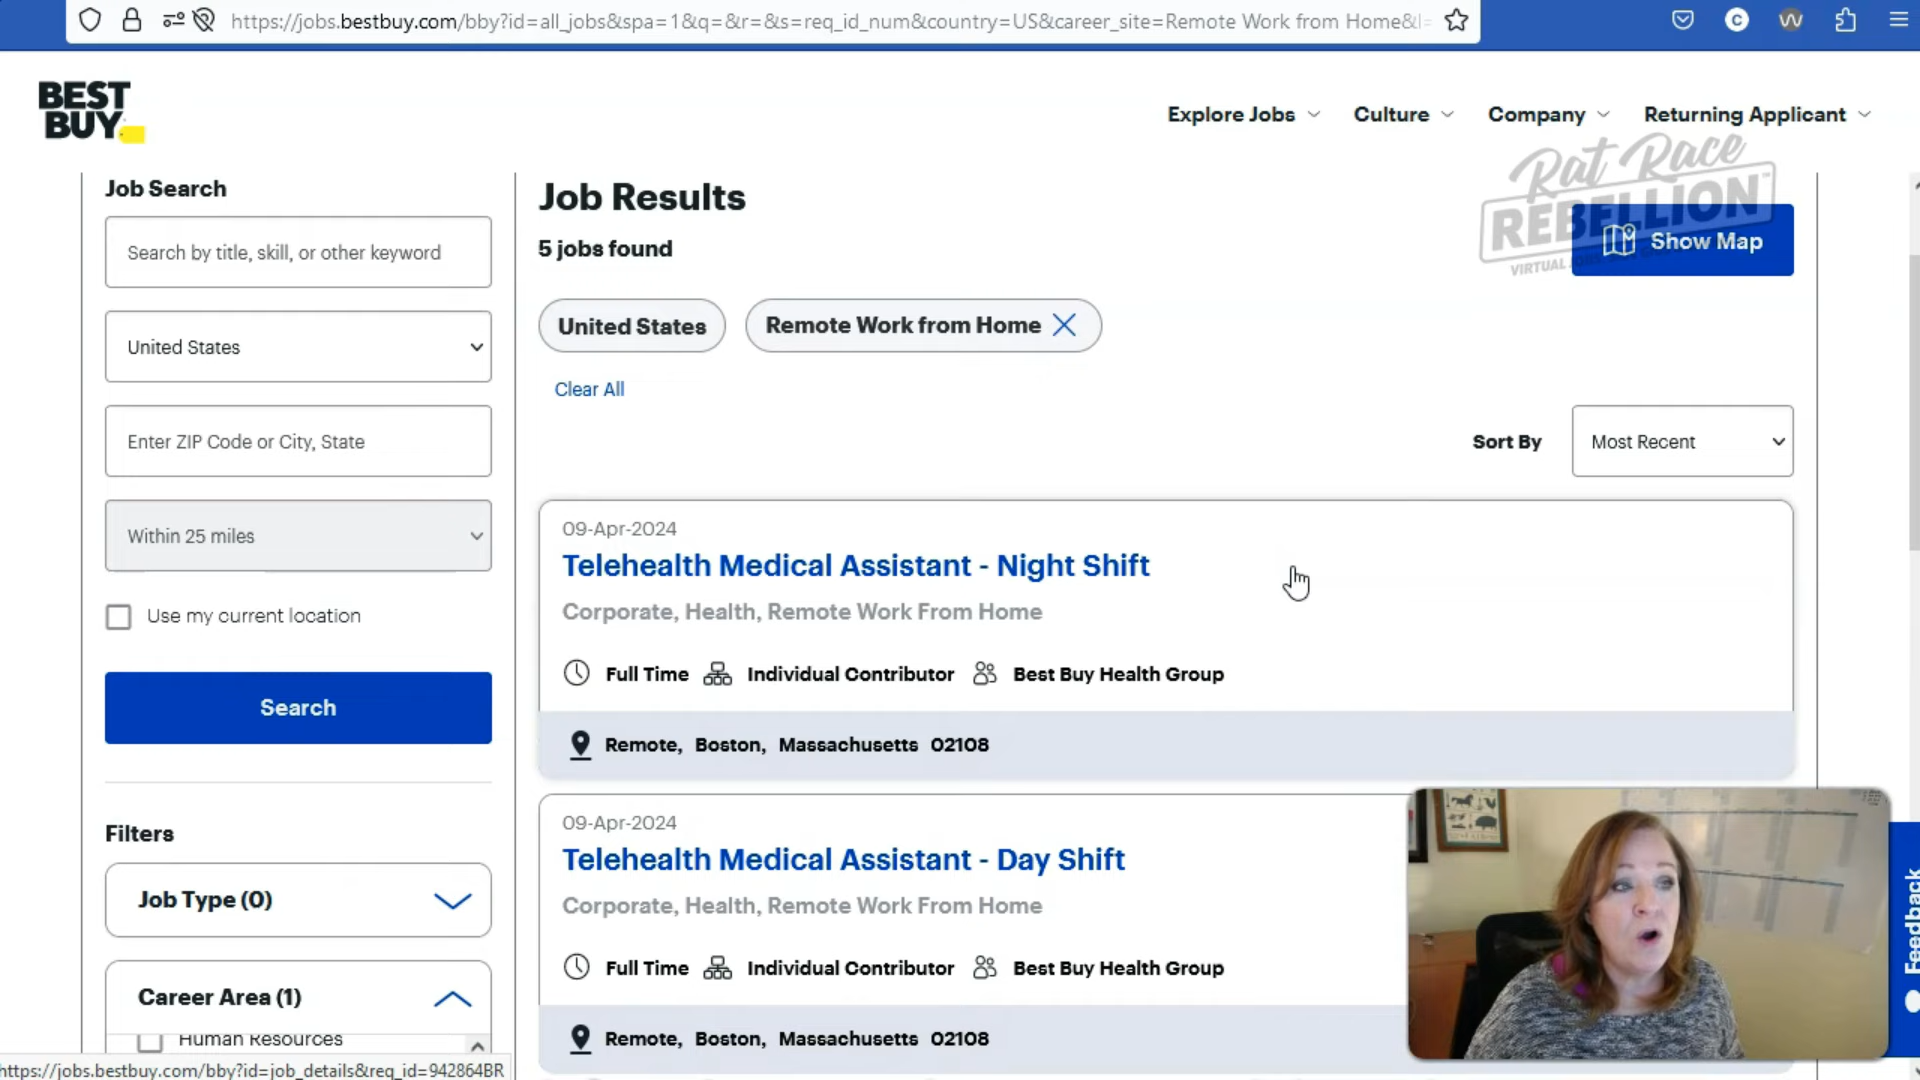 https://jobs.bestbuy.com/bby?id=all_jobs&spa=1&q=&r=&s=req_id_num&country=US&career_site=Remote Work from Home&l=
BEST
BUY
Explore Jobs
Culture
Company
Returning Applicant
Rat Race
REBELLION™
VIRTUAL
Job Search
Search by title, skill, or other keyword
United States
Enter ZIP Code or City, State
Within 25 miles
Use my current location
Search
Filters
Job Type (0)
Career Area (1)
Human Resources
Job Results
5 jobs found
Show Map
United States
Remote Work from Home
Clear All
Sort By
Most Recent
09-Apr-2024
Telehealth Medical Assistant - Night Shift
Corporate, Health, Remote Work From Home
Full Time Individual Contributor Best Buy Health Group
Remote, Boston, Massachusetts 02108
09-Apr-2024
Telehealth Medical Assistant - Day Shift
Corporate, Health, Remote Work From Home
Full Time Individual Contributor Best Buy Health Group
Remote, Boston, Massachusetts 02108
Feedback
https://jobs.bestbuy.com/bby?id=job_details&req_id=942864BR